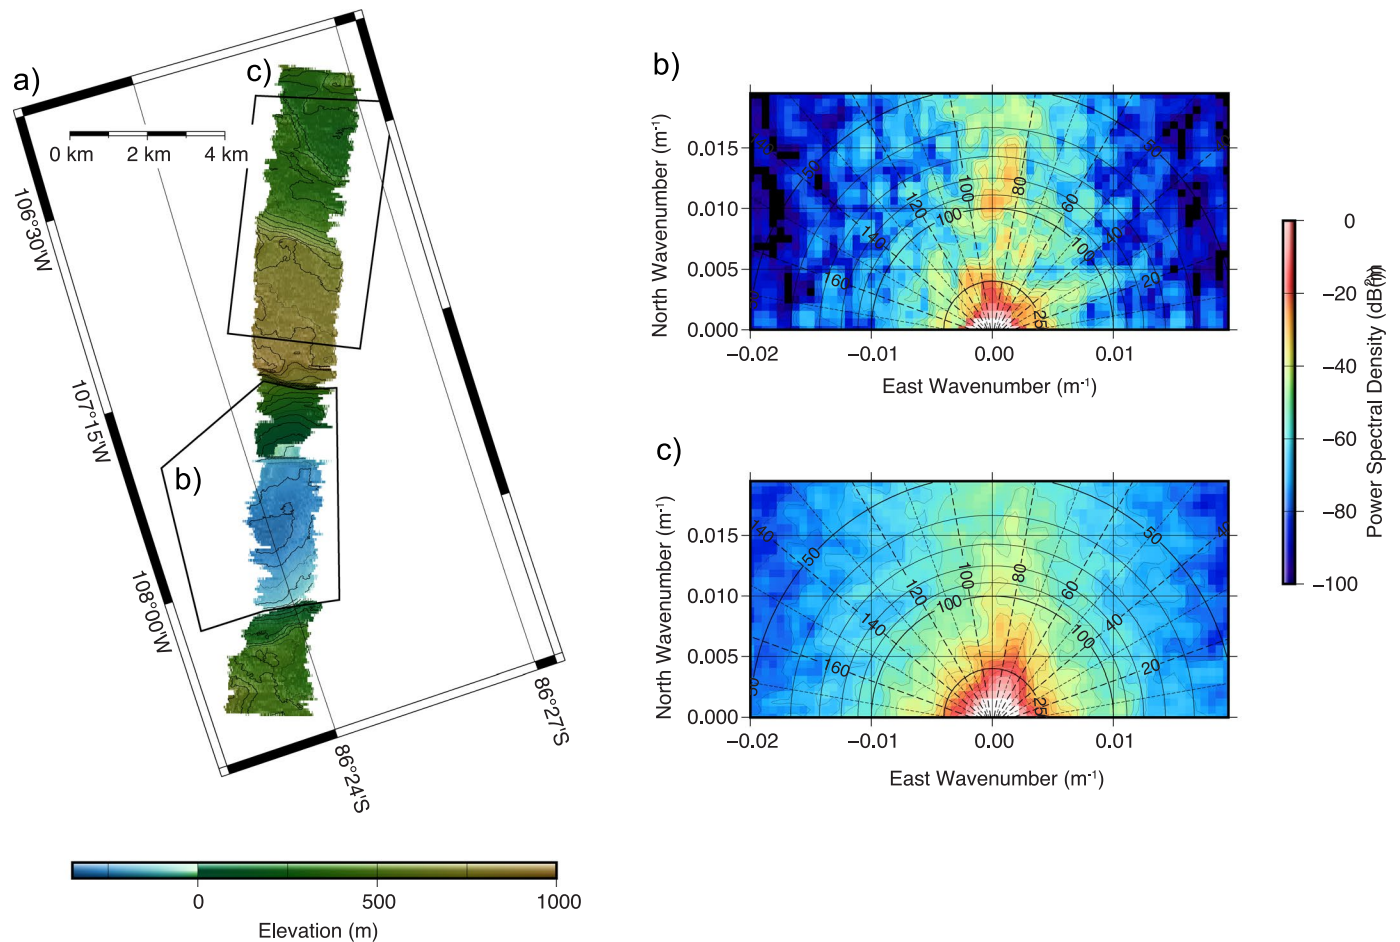 a)
c)
b)
0 km
2 km
4 km
106°30'W
107°15'W
108°00'W
86°24'S
86°27'S
0
500
1000
Elevation (m)
b)
North Wavenumber (m⁻¹)
0.015
0.010
0.005
0.000
−0.02
−0.01
0.00
0.01
East Wavenumber (m⁻¹)
140
50
50
100
80
120
100
60
140
100
40
160
20
25
c)
North Wavenumber (m⁻¹)
0.015
0.010
0.005
0.000
−0.02
−0.01
0.00
0.01
East Wavenumber (m⁻¹)
140
50
50
40
100
80
120
100
60
140
100
40
160
20
25
0
−20
−40
−60
−80
−100
Power Spectral Density (dB